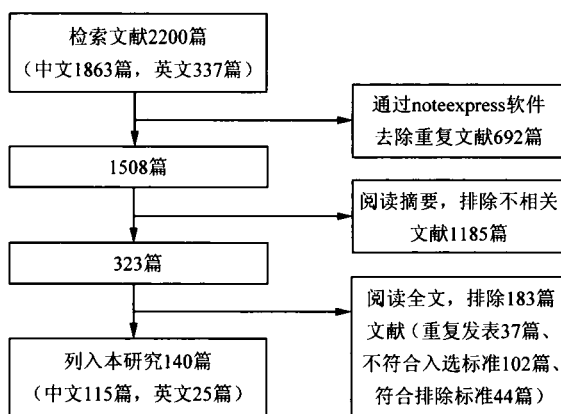 检索文献2200篇
（中文1863篇，英文337篇）
通过noteexpress软件
去除重复文献692篇
1508篇
阅读摘要，排除不相关
文献1185篇
323篇
阅读全文，排除183篇
文献（重复发表37篇、
不符合入选标准102篇、
符合排除标准44篇）
列入本研究140篇
（中文115篇，英文25篇）